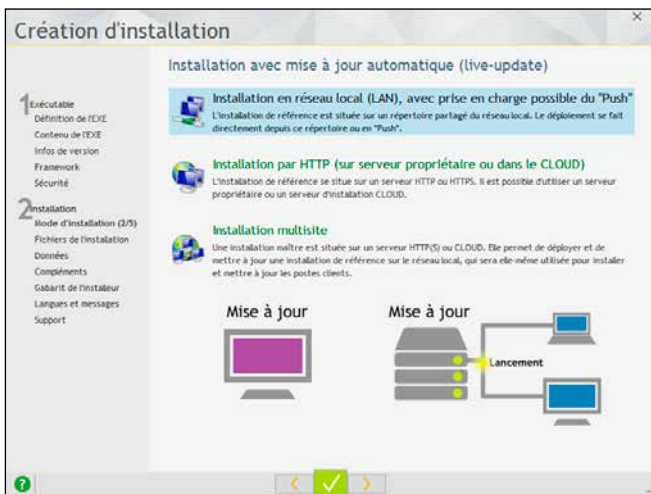 Création d'installation
Installation avec mise à jour automatique (live-update)
1 Exécutable
Définition de l'EXE
Contenu de l'EXE
Infos de version
Framework
Sécurité
2 Installation
Mode d'installation (2/5)
Fichiers de l'installation
Données
Compléments
Gabarit de l'installeur
Langues et messages
Support
Installation en réseau local (LAN), avec prise en charge possible du "Push"
L'installation de référence est située sur un répertoire partagé du réseau local. Le déploiement se fait
directement depuis ce répertoire ou en "Push".
Installation par HTTP (sur serveur propriétaire ou dans le CLOUD)
L'installation de référence se situe sur un serveur HTTP ou HTTPS. Il est possible d'utiliser un serveur
propriétaire ou un serveur d'installation CLOUD.
Installation multisite
Une installation maître est située sur un serveur HTTP(S) ou CLOUD. Elle permet de déployer et de
mettre à jour une installation de référence sur le réseau local, qui sera elle-même utilisée pour installer
et mettre à jour les postes clients.
Mise à jour
Mise à jour
Lancement
?